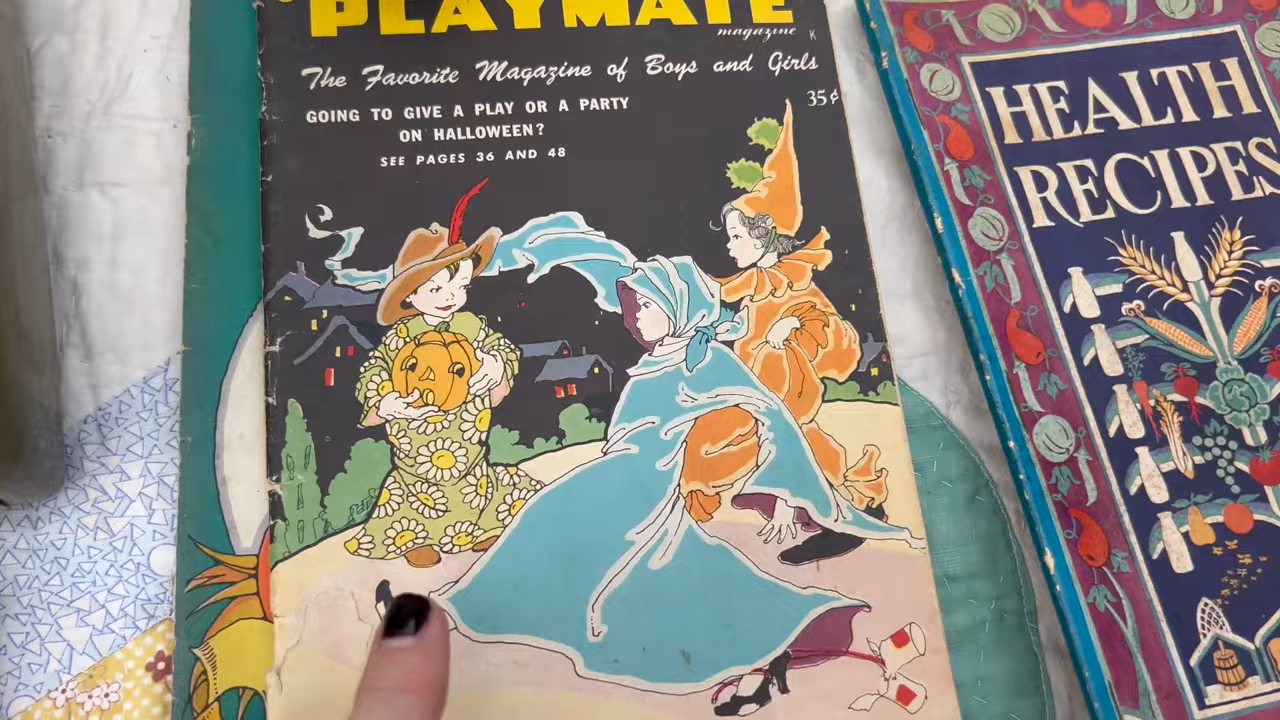 PLAYMATE
magazine K
The Favorite Magazine of Boys and Girls
35¢
GOING TO GIVE A PLAY OR A PARTY
ON HALLOWEEN?
SEE PAGES 36 AND 48
HEALTH
RECIPES